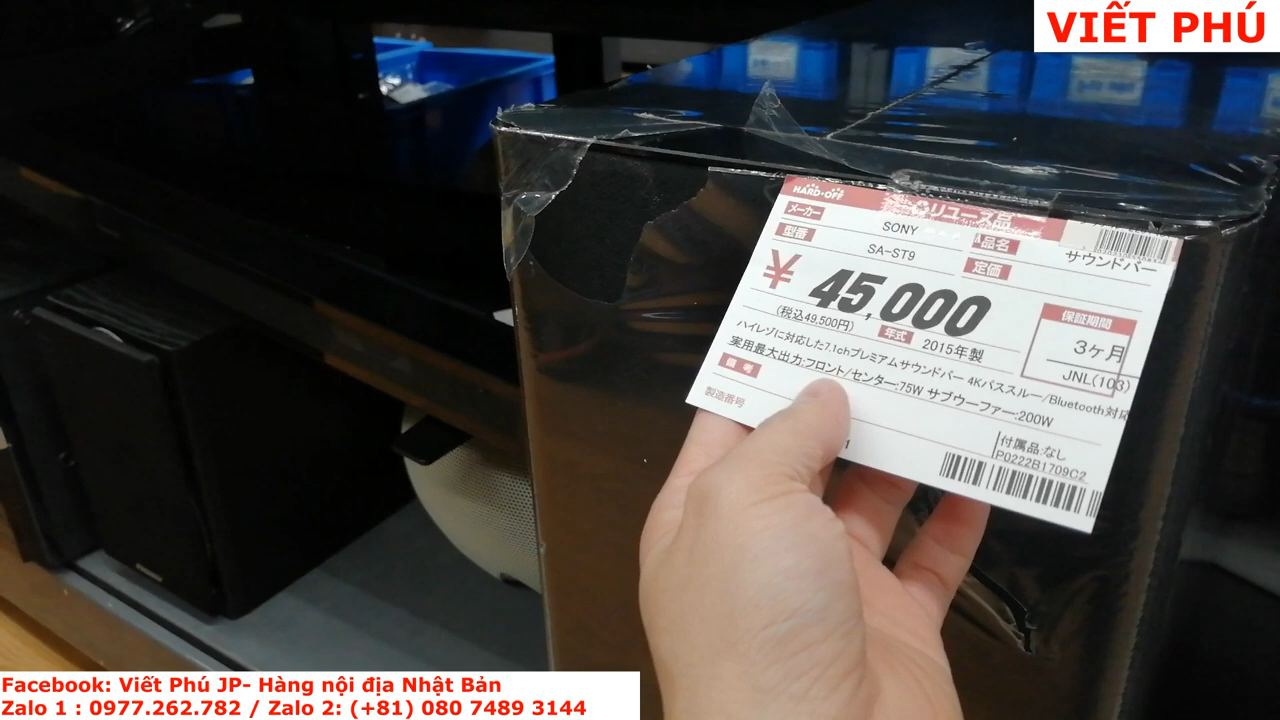 VIẾT PHÚ
HARD・OFF
リユース品
メーカー SONY 品名 サウンドバー
型番 SA-ST9 定価
¥ 45,000
(税込49,500円) 年式 2015年製
保証期間
3ヶ月
JNL(103)
ハイレゾに対応した7.1chプレミアムサウンドバー 4Kパススルー/Bluetooth対応
実用最大出力:フロント/センター:75W サブウーファー:200W
備考
製造番号
付属品:なし
P0222B1709C2
Facebook: Viết Phú JP- Hàng nội địa Nhật Bản
Zalo 1 : 0977.262.782 / Zalo 2: (+81) 080 7489 3144